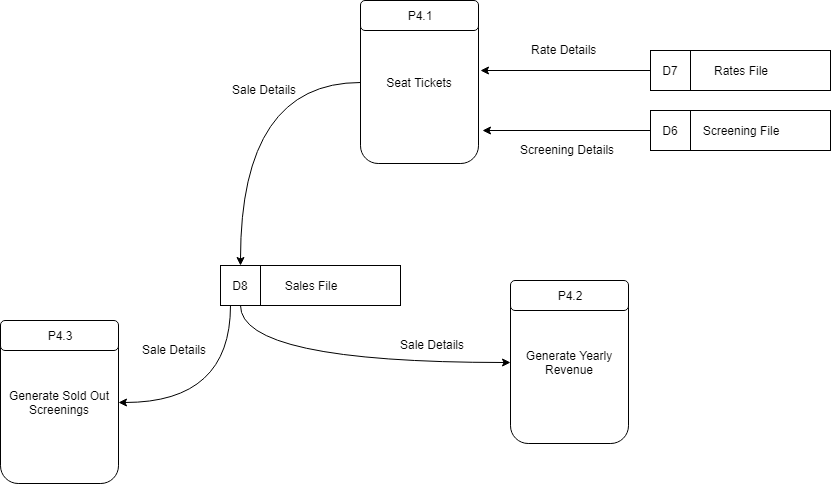 P4.1
Seat Tickets
Rate Details
D7
Rates File
Sale Details
D6
Screening File
Screening Details
D8
Sales File
P4.2
Generate Yearly
Revenue
Sale Details
P4.3
Sale Details
Generate Sold Out
Screenings